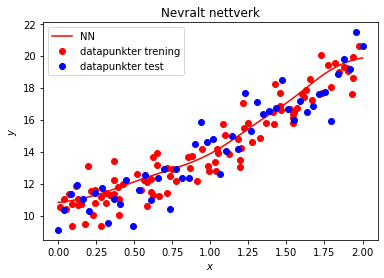 Nevralt nettverk
NN
datapunkter trening
datapunkter test
y
22
20
18
16
14
12
10
0.00 0.25 0.50 0.75 1.00 1.25 1.50 1.75 2.00
x